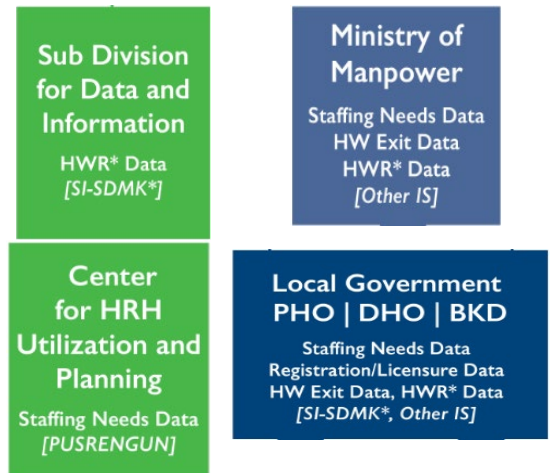 Sub Division
for Data and
Information
HWR* Data
[SI-SDMK*]
Ministry of
Manpower
Staffing Needs Data
HW Exit Data
HWR* Data
[Other IS]
Center
for HRH
Utilization and
Planning
Staffing Needs Data
[PUSRENGUN]
Local Government
PHO | DHO | BKD
Staffing Needs Data
Registration/Licensure Data
HW Exit Data, HWR* Data
[SI-SDMK*, Other IS]